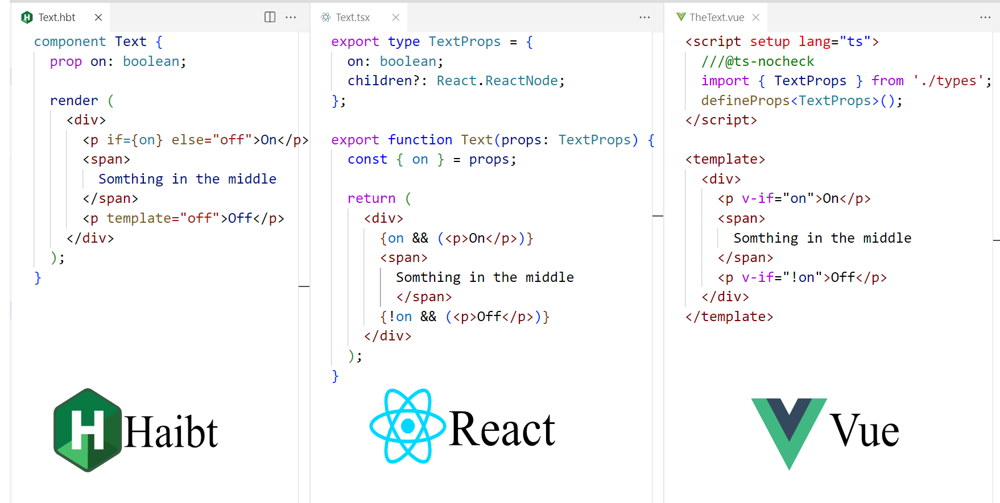 Text.hbt
component Text {
prop on: boolean;
render (
<div>
<p if={on} else="off">On</p>
<span>
Somthing in the middle
</span>
<p template="off">Off</p>
</div>
);
}
H Haibt
Text.tsx
export type TextProps = {
on: boolean;
children?: React.ReactNode;
};
export function Text(props: TextProps) {
const { on } = props;
return (
<div>
{on && (<p>On</p>)}
<span>
Somthing in the middle
</span>
{!on && (<p>Off</p>)}
</div>
);
}
React
TheText.vue
<script setup lang="ts">
///@ts-nocheck
import { TextProps } from './types';
defineProps<TextProps>();
</script>
<template>
<div>
<p v-if="on">On</p>
<span>
Somthing in the middle
</span>
<p v-if="!on">Off</p>
</div>
</template>
Vue